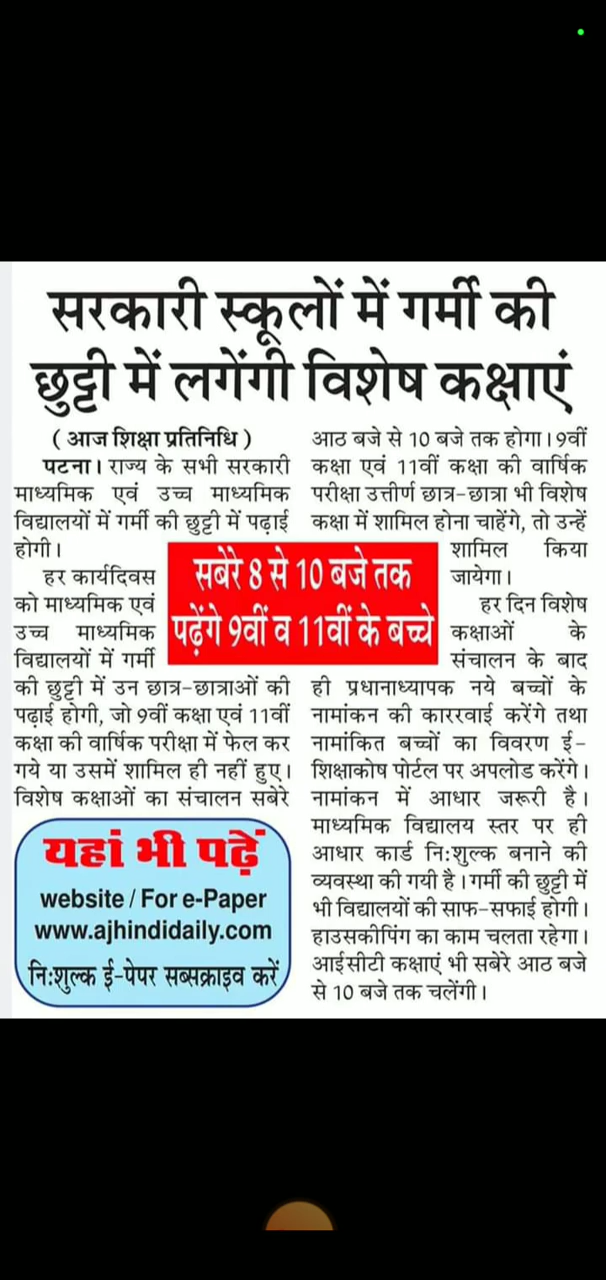 सरकारी स्कूलों में गर्मी की
छुट्टी में लगेंगी विशेष कक्षाएं
( आज शिक्षा प्रतिनिधि )
पटना। राज्य के सभी सरकारी
माध्यमिक एवं उच्च माध्यमिक
विद्यालयों में गर्मी की छुट्टी में पढ़ाई
होगी।
हर कार्यदिवस
को माध्यमिक एवं
उच्च माध्यमिक
विद्यालयों में गर्मी
की छुट्टी में उन छात्र-छात्राओं की
पढ़ाई होगी, जो 9वीं कक्षा एवं 11वीं
कक्षा की वार्षिक परीक्षा में फेल कर
गये या उसमें शामिल ही नहीं हुए।
विशेष कक्षाओं का संचालन सबेरे
सबेरे 8 से 10 बजे तक
पढ़ेंगे 9वीं व 11वीं के बच्चे
आठ बजे से 10 बजे तक होगा। 9वीं
कक्षा एवं 11वीं कक्षा की वार्षिक
परीक्षा उत्तीर्ण छात्र-छात्रा भी विशेष
कक्षा में शामिल होना चाहेंगे, तो उन्हें
शामिल किया
जायेगा।
हर दिन विशेष
कक्षाओं के
संचालन के बाद
ही प्रधानाध्यापक नये बच्चों के
नामांकन की काररवाई करेंगे तथा
नामांकित बच्चों का विवरण ई-
शिक्षाकोष पोर्टल पर अपलोड करेंगे।
नामांकन में आधार जरूरी है।
माध्यमिक विद्यालय स्तर पर ही
आधार कार्ड नि:शुल्क बनाने की
व्यवस्था की गयी है। गर्मी की छुट्टी में
भी विद्यालयों की साफ-सफाई होगी।
हाउसकीपिंग का काम चलता रहेगा।
आईसीटी कक्षाएं भी सबेरे आठ बजे
से 10 बजे तक चलेंगी।
यहां भी पढ़ें
website / For e-Paper
www.ajhindidaily.com
नि:शुल्क ई-पेपर सब्सक्राइव करें